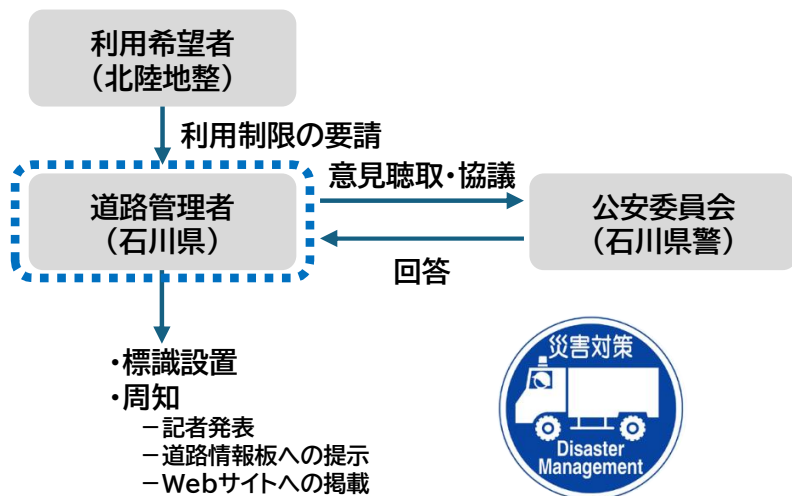 利用希望者
（北陸地整）
利用制限の要請
道路管理者
（石川県）
意見聴取・協議
公安委員会
（石川県警）
回答
・標識設置
・周知
－記者発表
－道路情報板への提示
－Webサイトへの掲載
災害対策
Disaster
Management